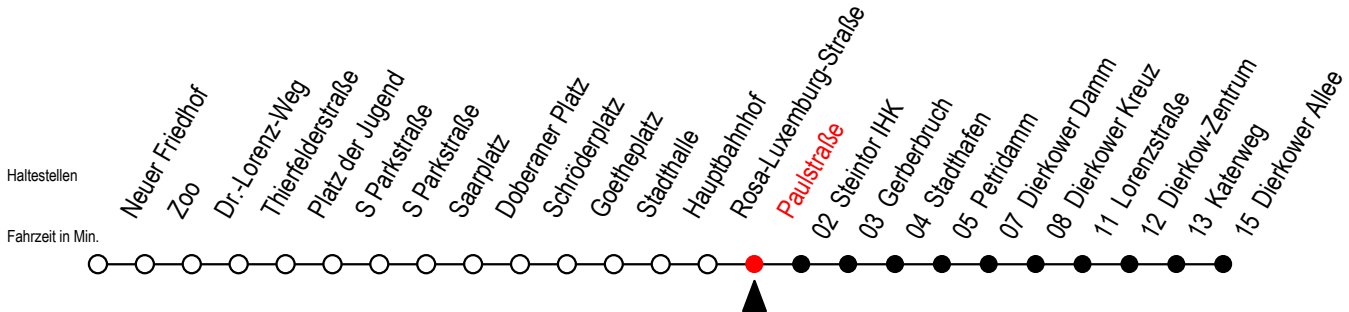 Haltestellen
Neuer Friedhof
Zoo
Dr.-Lorenz-Weg
Thierfelderstraße
Platz der Jugend
S Parkstraße
S Parkstraße
Saarplatz
Doberaner Platz
Schröderplatz
Goetheplatz
Stadthalle
Hauptbahnhof
Rosa-Luxemburg-Straße
Paulstraße
Fahrzeit in Min.
02 Steintor IHK
03 Gerberbruch
04 Stadthafen
05 Petridamm
07 Dierkower Damm
08 Dierkower Kreuz
11 Lorenzstraße
12 Dierkow-Zentrum
13 Katerweg
15 Dierkower Allee